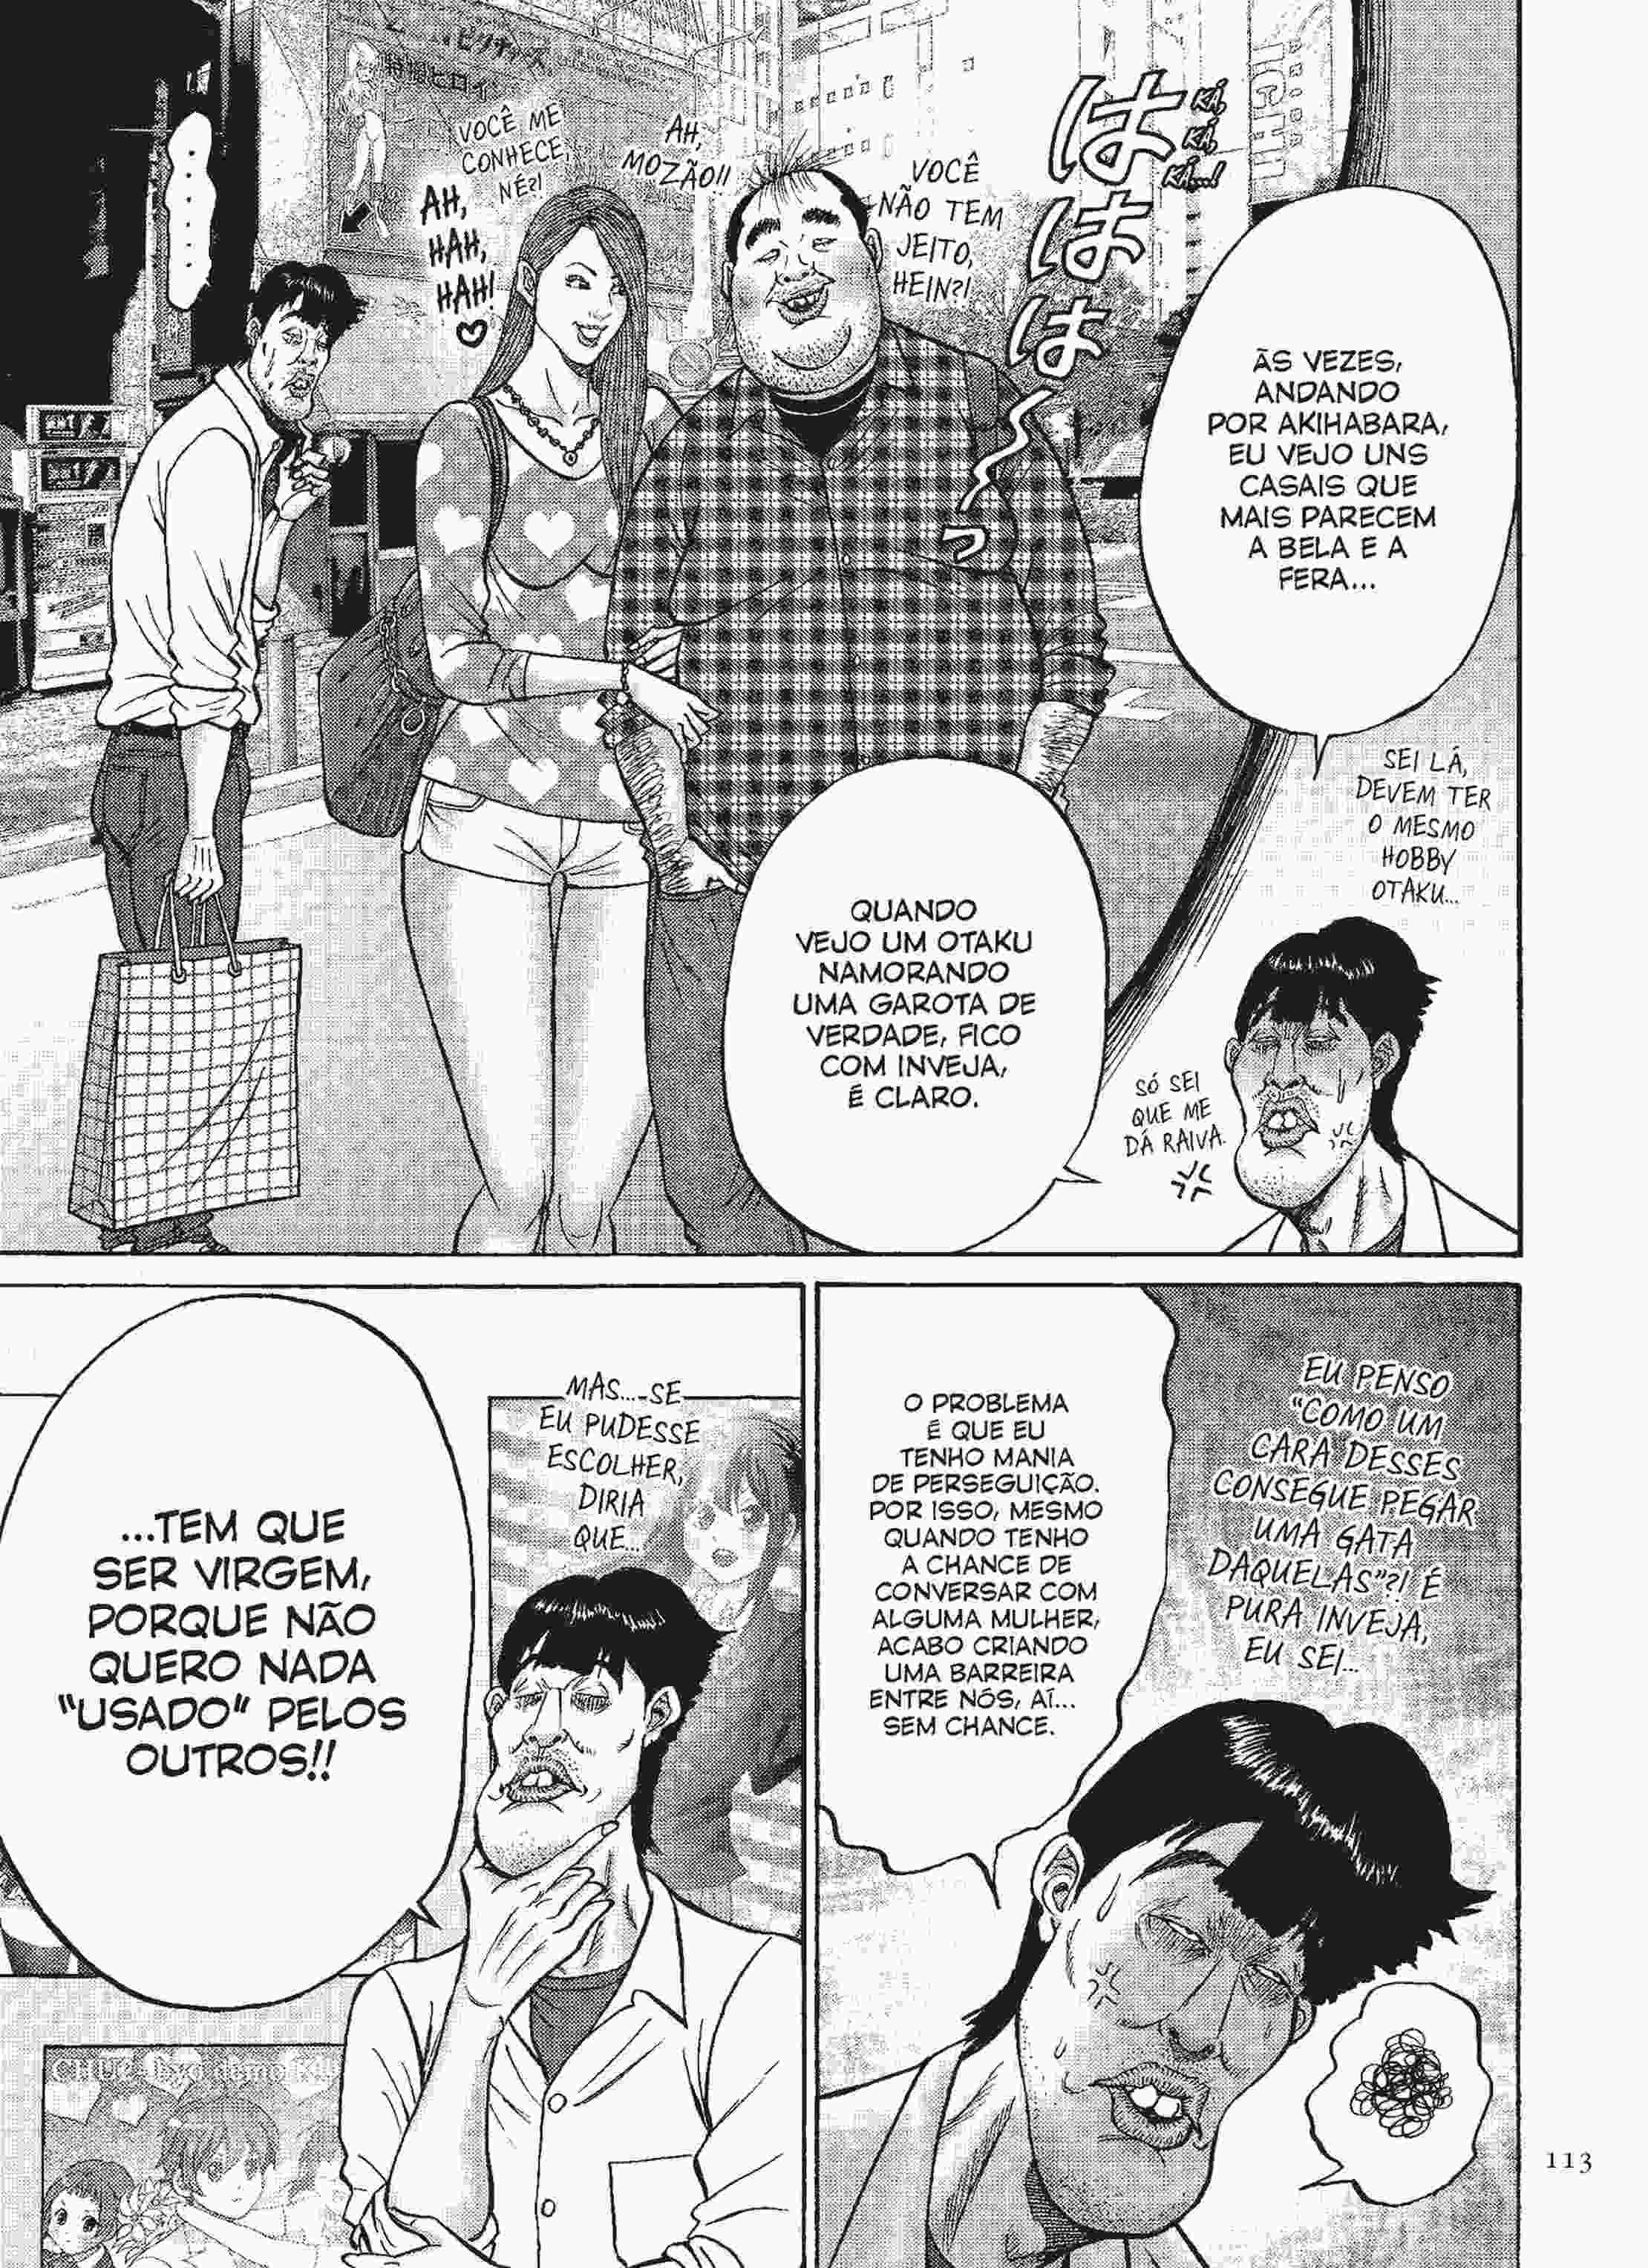 ÀS VEZES,
ANDANDO
POR AKIHABARA,
EU VEJO UNS
CASAIS QUE
MAIS PARECEM
A BELA E A
FERA...
はははは〜〜っ
KÁ,
KÁ,
KÁ...!
VOCÊ
NÃO TEM
JEITO,
HEIN?!
AH,
MOZÃO!!
VOCÊ ME
CONHECE,
NÉ?!
AH,
HAH,
HAH!
......
ICHI
SEI LÁ,
DEVEM TER
O MESMO
HOBBY
OTAKU...
QUANDO
VEJO UM OTAKU
NAMORANDO
UMA GAROTA DE
VERDADE, FICO
COM INVEJA,
É CLARO.
SÓ SEI
QUE ME
DÁ RAIVA.
EU PENSO
"COMO UM
CARA DESSES
CONSEGUE PEGAR
UMA GATA
DAQUELAS"?! É
PURA INVEJA,
EU SEI...
O PROBLEMA
É QUE EU
TENHO MANIA
DE PERSEGUIÇÃO.
POR ISSO, MESMO
QUANDO TENHO
A CHANCE DE
CONVERSAR COM
ALGUMA MULHER,
ACABO CRIANDO
UMA BARREIRA
ENTRE NÓS, AÍ...
SEM CHANCE.
MAS... SE
EU PUDESSE
ESCOLHER,
DIRIA
QUE...
...TEM QUE
SER VIRGEM,
PORQUE NÃO
QUERO NADA
"USADO" PELOS
OUTROS!!
113